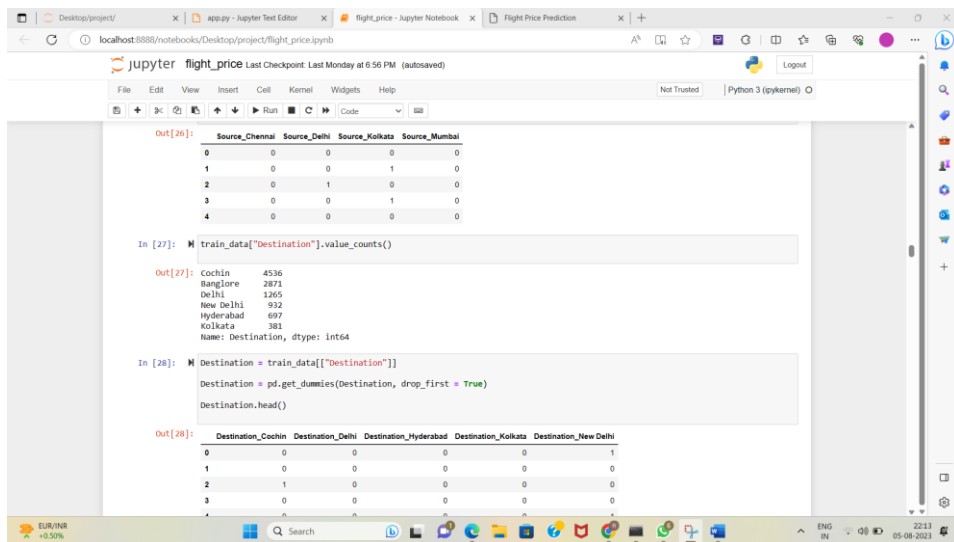 Desktop/project/
app.py - Jupyter Text Editor
flight_price - Jupyter Notebook
Flight Price Prediction
localhost:8888/notebooks/Desktop/project/flight_price.ipynb
jupyter flight_price Last Checkpoint: Last Monday at 6:56 PM (autosaved)
Logout
File Edit View Insert Cell Kernel Widgets Help
Not Trusted
Python 3 (ipykernel)
Run
Code
Out[26]:
Source_Chennai Source_Delhi Source_Kolkata Source_Mumbai
0 0 0 0 0
1 0 0 1 0
2 0 1 0 0
3 0 0 1 0
4 0 0 0 0
In [27]: train_data["Destination"].value_counts()
Out[27]: Cochin 4536
Banglore 2871
Delhi 1265
New Delhi 932
Hyderabad 697
Kolkata 381
Name: Destination, dtype: int64
In [28]: Destination = train_data[["Destination"]]
Destination = pd.get_dummies(Destination, drop_first = True)
Destination.head()
Out[28]:
Destination_Cochin Destination_Delhi Destination_Hyderabad Destination_Kolkata Destination_New Delhi
0 0 0 0 0 1
1 0 0 0 0 0
2 1 0 0 0 0
3 0 0 0 0 0
EUR/INR
+0.50%
Search
ENG
IN
22:13
05-08-2023